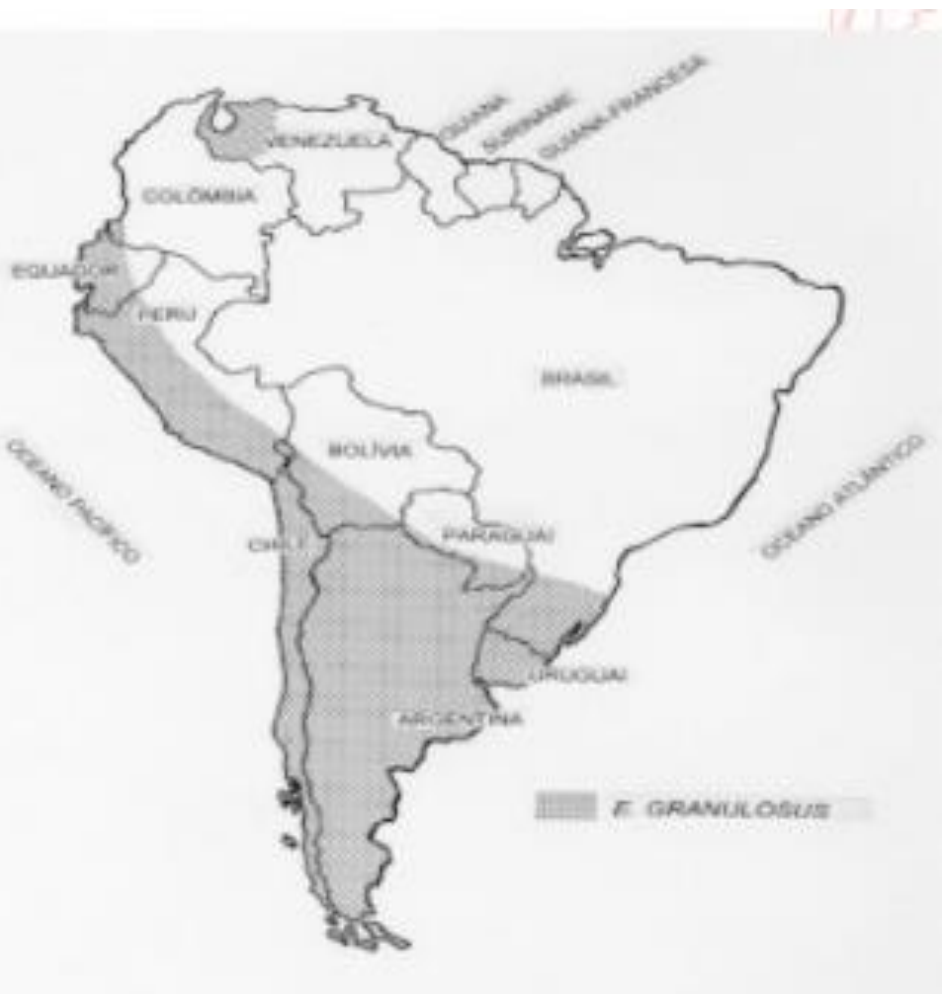 GUIANA
SURINAME
GUIANA FRANCESA
VENEZUELA
COLÔMBIA
EQUADOR
PERU
BRASIL
BOLÍVIA
OCEANO PACÍFICO
OCEANO ATLÂNTICO
CHILE
PARAGUAI
URUGUAI
ARGENTINA
E. GRANULOSUS